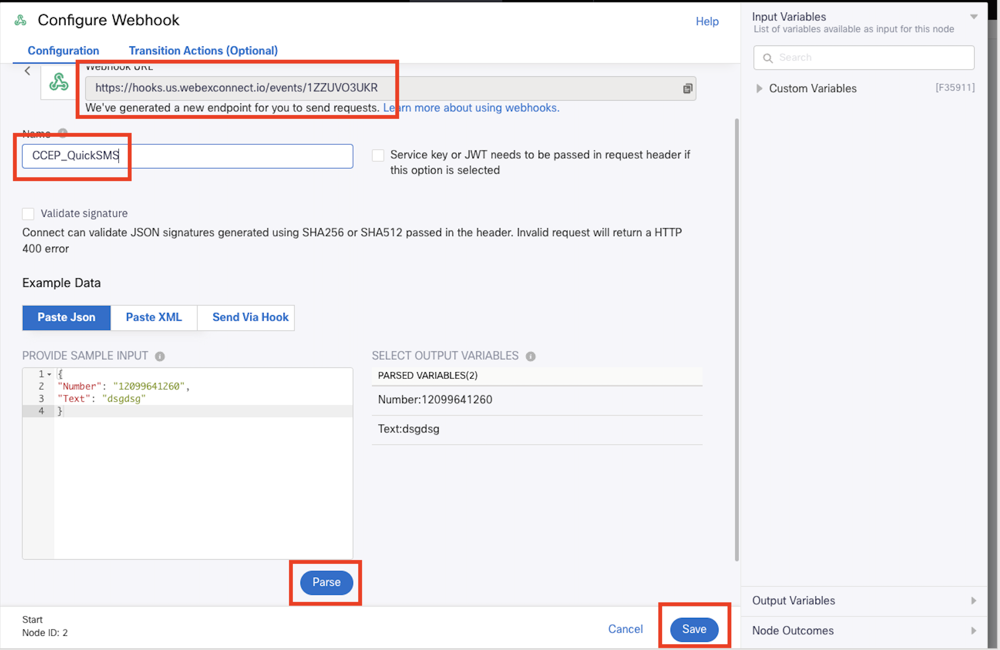 Configure Webhook
Help
Configuration
Transition Actions (Optional)
Webhook URL
https://hooks.us.webexconnect.io/events/1ZZUVO3UKR
We've generated a new endpoint for you to send requests. Learn more about using webhooks.
Name
CCEP_QuickSMS
Service key or JWT needs to be passed in request header if
this option is selected
Validate signature
Connect can validate JSON signatures generated using SHA256 or SHA512 passed in the header. Invalid request will return a HTTP
400 error
Example Data
Paste Json
Paste XML
Send Via Hook
PROVIDE SAMPLE INPUT
1 {
2 "Number": "12099641260",
3 "Text": "dsgdsg"
4 }
SELECT OUTPUT VARIABLES
PARSED VARIABLES(2)
Number:12099641260
Text:dsgdsg
Parse
Start
Node ID: 2
Cancel
Save
Input Variables
List of variables available as input for this node
Search
Custom Variables
[F35911]
Output Variables
Node Outcomes